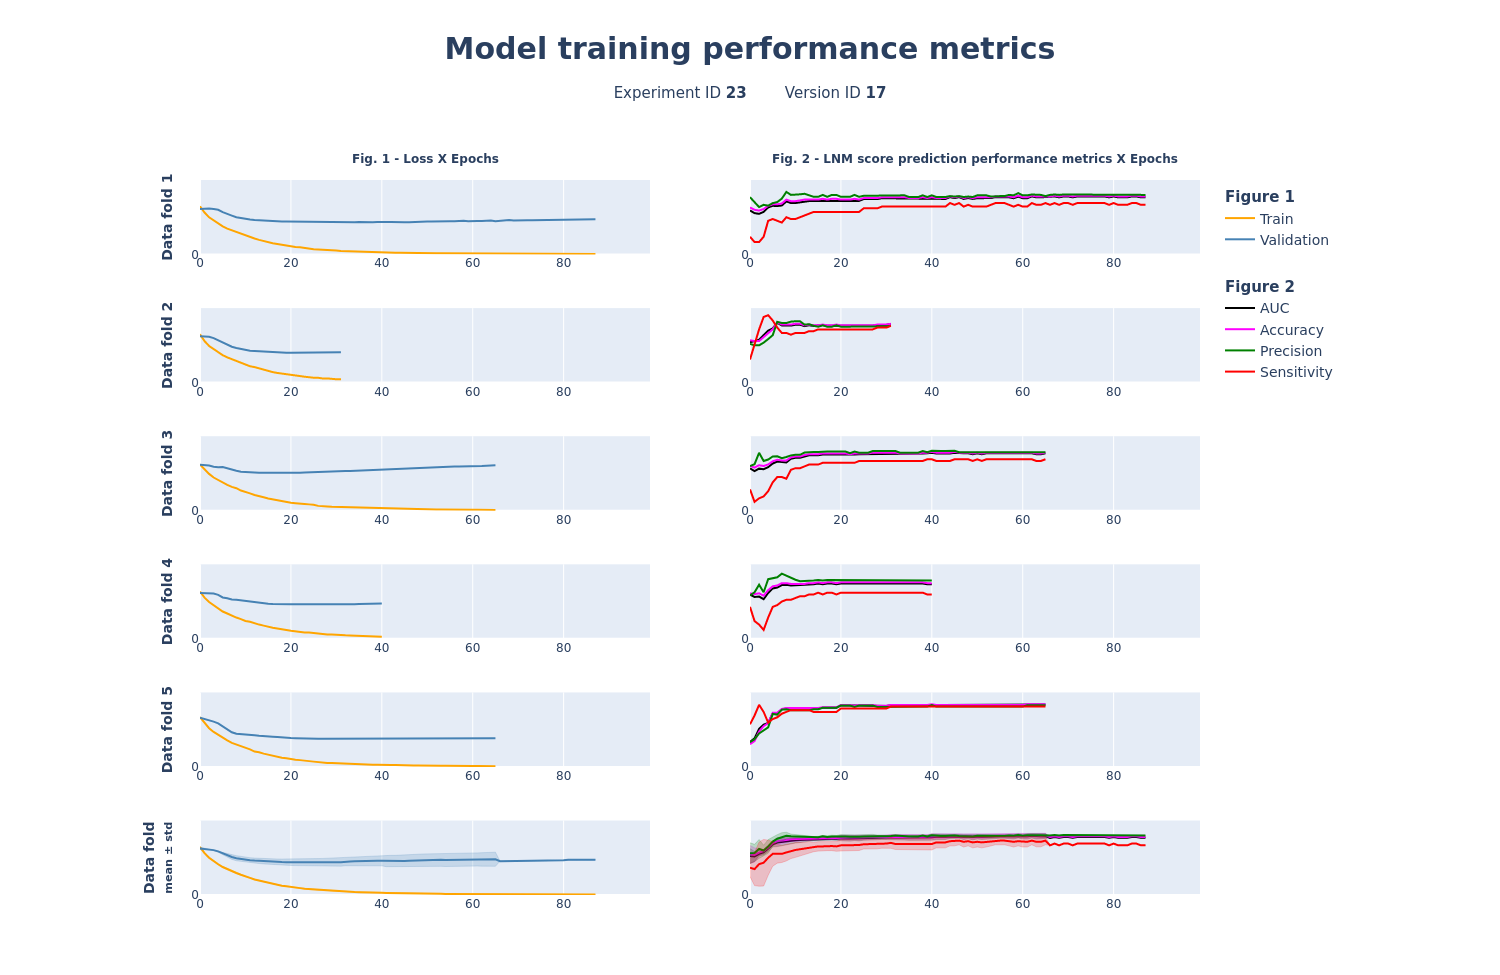 Model training performance metrics
Experiment ID 23 Version ID 17
Fig. 1 - Loss X Epochs
Fig. 2 - LNM score prediction performance metrics X Epochs
Data fold 1
0
0 20 40 60 80
0
0 20 40 60 80
Data fold 2
0
0 20 40 60 80
0
0 20 40 60 80
Data fold 3
0
0 20 40 60 80
0
0 20 40 60 80
Data fold 4
0
0 20 40 60 80
0
0 20 40 60 80
Data fold 5
0
0 20 40 60 80
0
0 20 40 60 80
Data fold
mean ± std
0
0 20 40 60 80
0
0 20 40 60 80
Figure 1
Train
Validation
Figure 2
AUC
Accuracy
Precision
Sensitivity